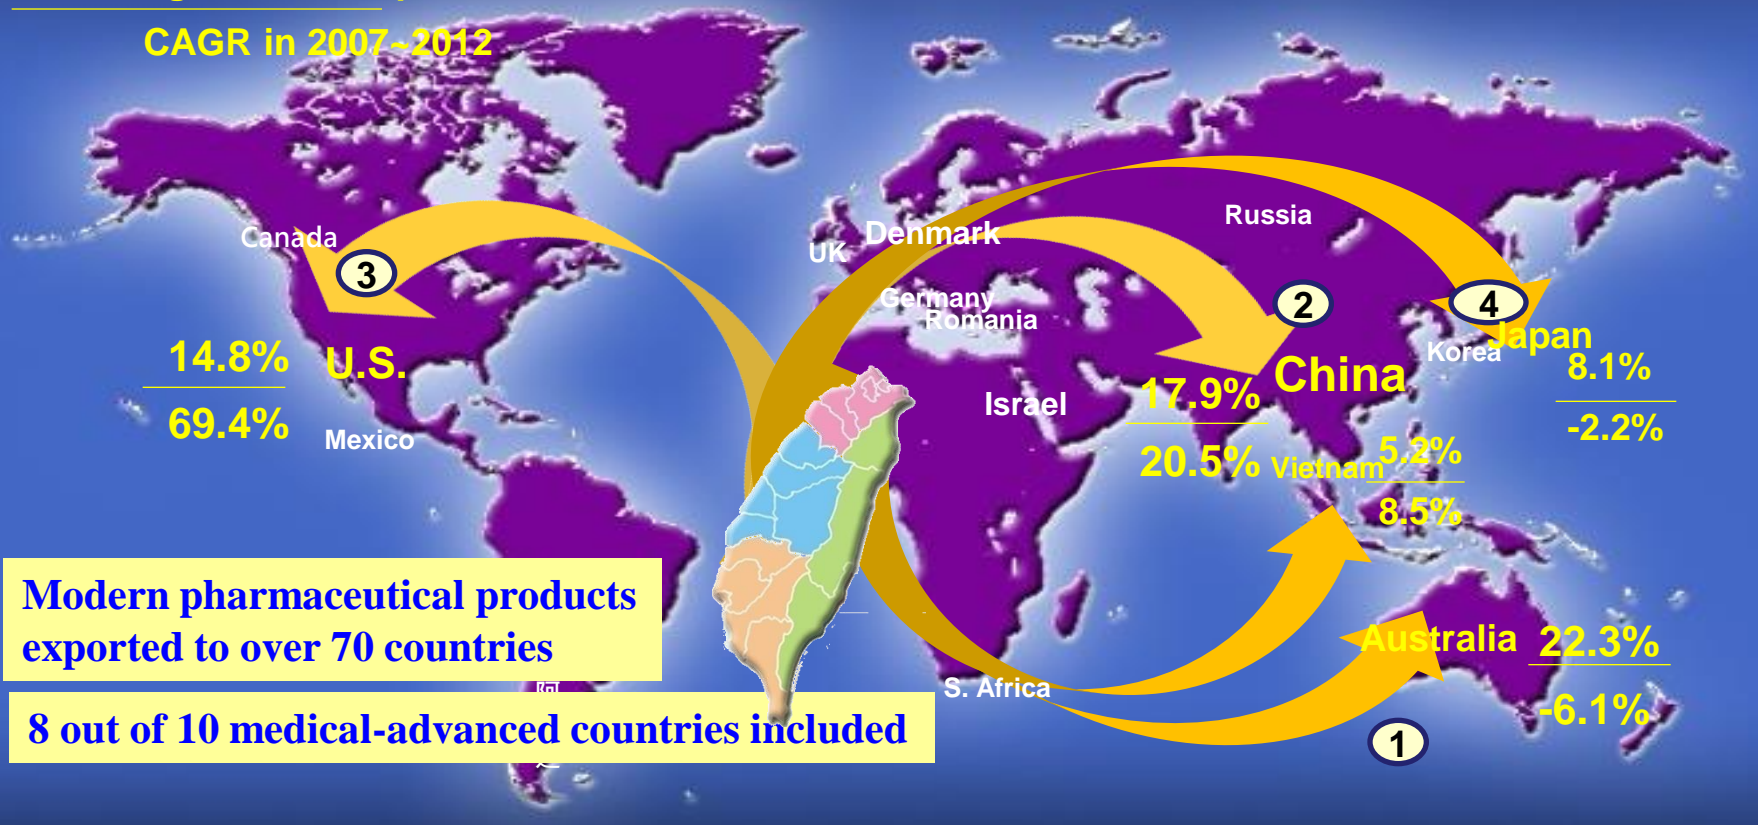 CAGR in 2007~2012
Canada
3
14.8%
U.S.
69.4%
Mexico
UK
Denmark
Germany
Romania
Israel
Russia
2
4
Japan
Korea
8.1%
-2.2%
China
17.9%
20.5%
Vietnam
5.2%
8.5%
Australia
22.3%
-6.1%
1
S. Africa
Modern pharmaceutical products
exported to over 70 countries
8 out of 10 medical-advanced countries included